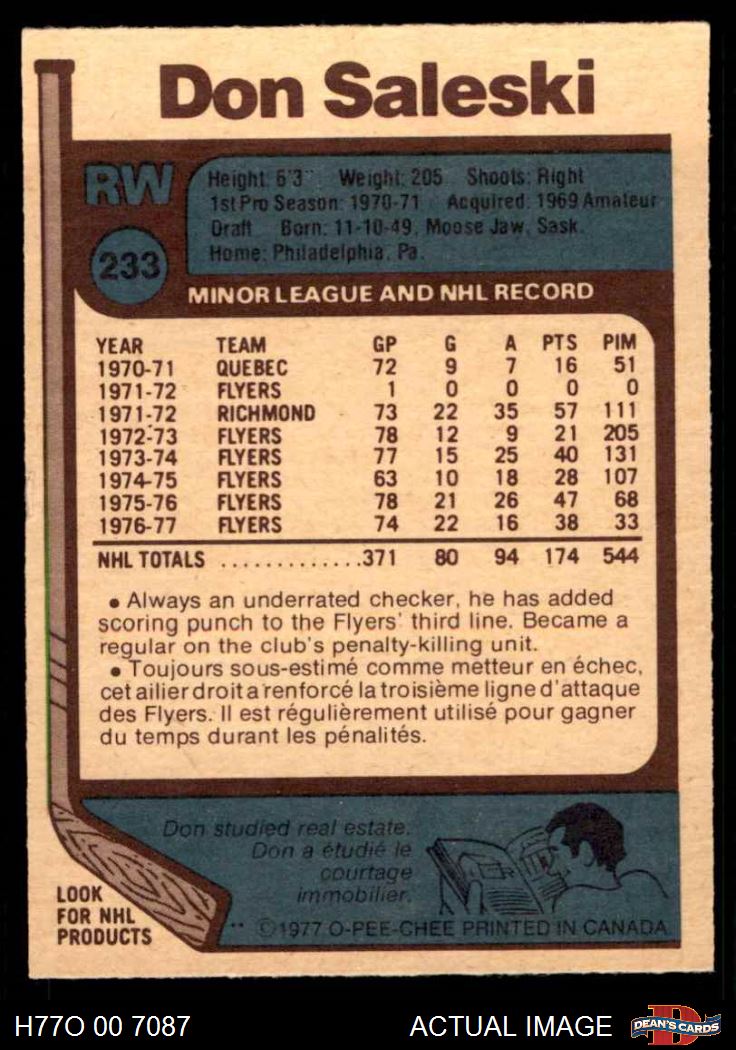 Don Saleski
RW
Height: 6'3" Weight: 205 Shoots: Right
1st Pro Season: 1970-71 Acquired: 1969 Amateur
Draft Born: 11-10-49, Moose Jaw, Sask.
Home: Philadelphia, Pa.
233
MINOR LEAGUE AND NHL RECORD
YEAR TEAM GP G A PTS PIM
1970-71 QUEBEC 72 9 7 16 51
1971-72 FLYERS 1 0 0 0 0
1971-72 RICHMOND 73 22 35 57 111
1972-73 FLYERS 78 12 9 21 205
1973-74 FLYERS 77 15 25 40 131
1974-75 FLYERS 63 10 18 28 107
1975-76 FLYERS 78 21 26 47 68
1976-77 FLYERS 74 22 16 38 33
NHL TOTALS .............371 80 94 174 544
• Always an underrated checker, he has added
scoring punch to the Flyers' third line. Became a
regular on the club's penalty-killing unit.
• Toujours sous-estimé comme metteur en échec,
cet ailier droit a renforcé la troisième ligne d'attaque
des Flyers. Il est régulièrement utilisé pour gagner
du temps durant les pénalités.
Don studied real estate.
Don a étudié le
courtage
immobilier.
LOOK
FOR NHL
PRODUCTS
** ©1977 O-PEE-CHEE PRINTED IN CANADA
H77O 00 7087
ACTUAL IMAGE
DEAN'S CARDS